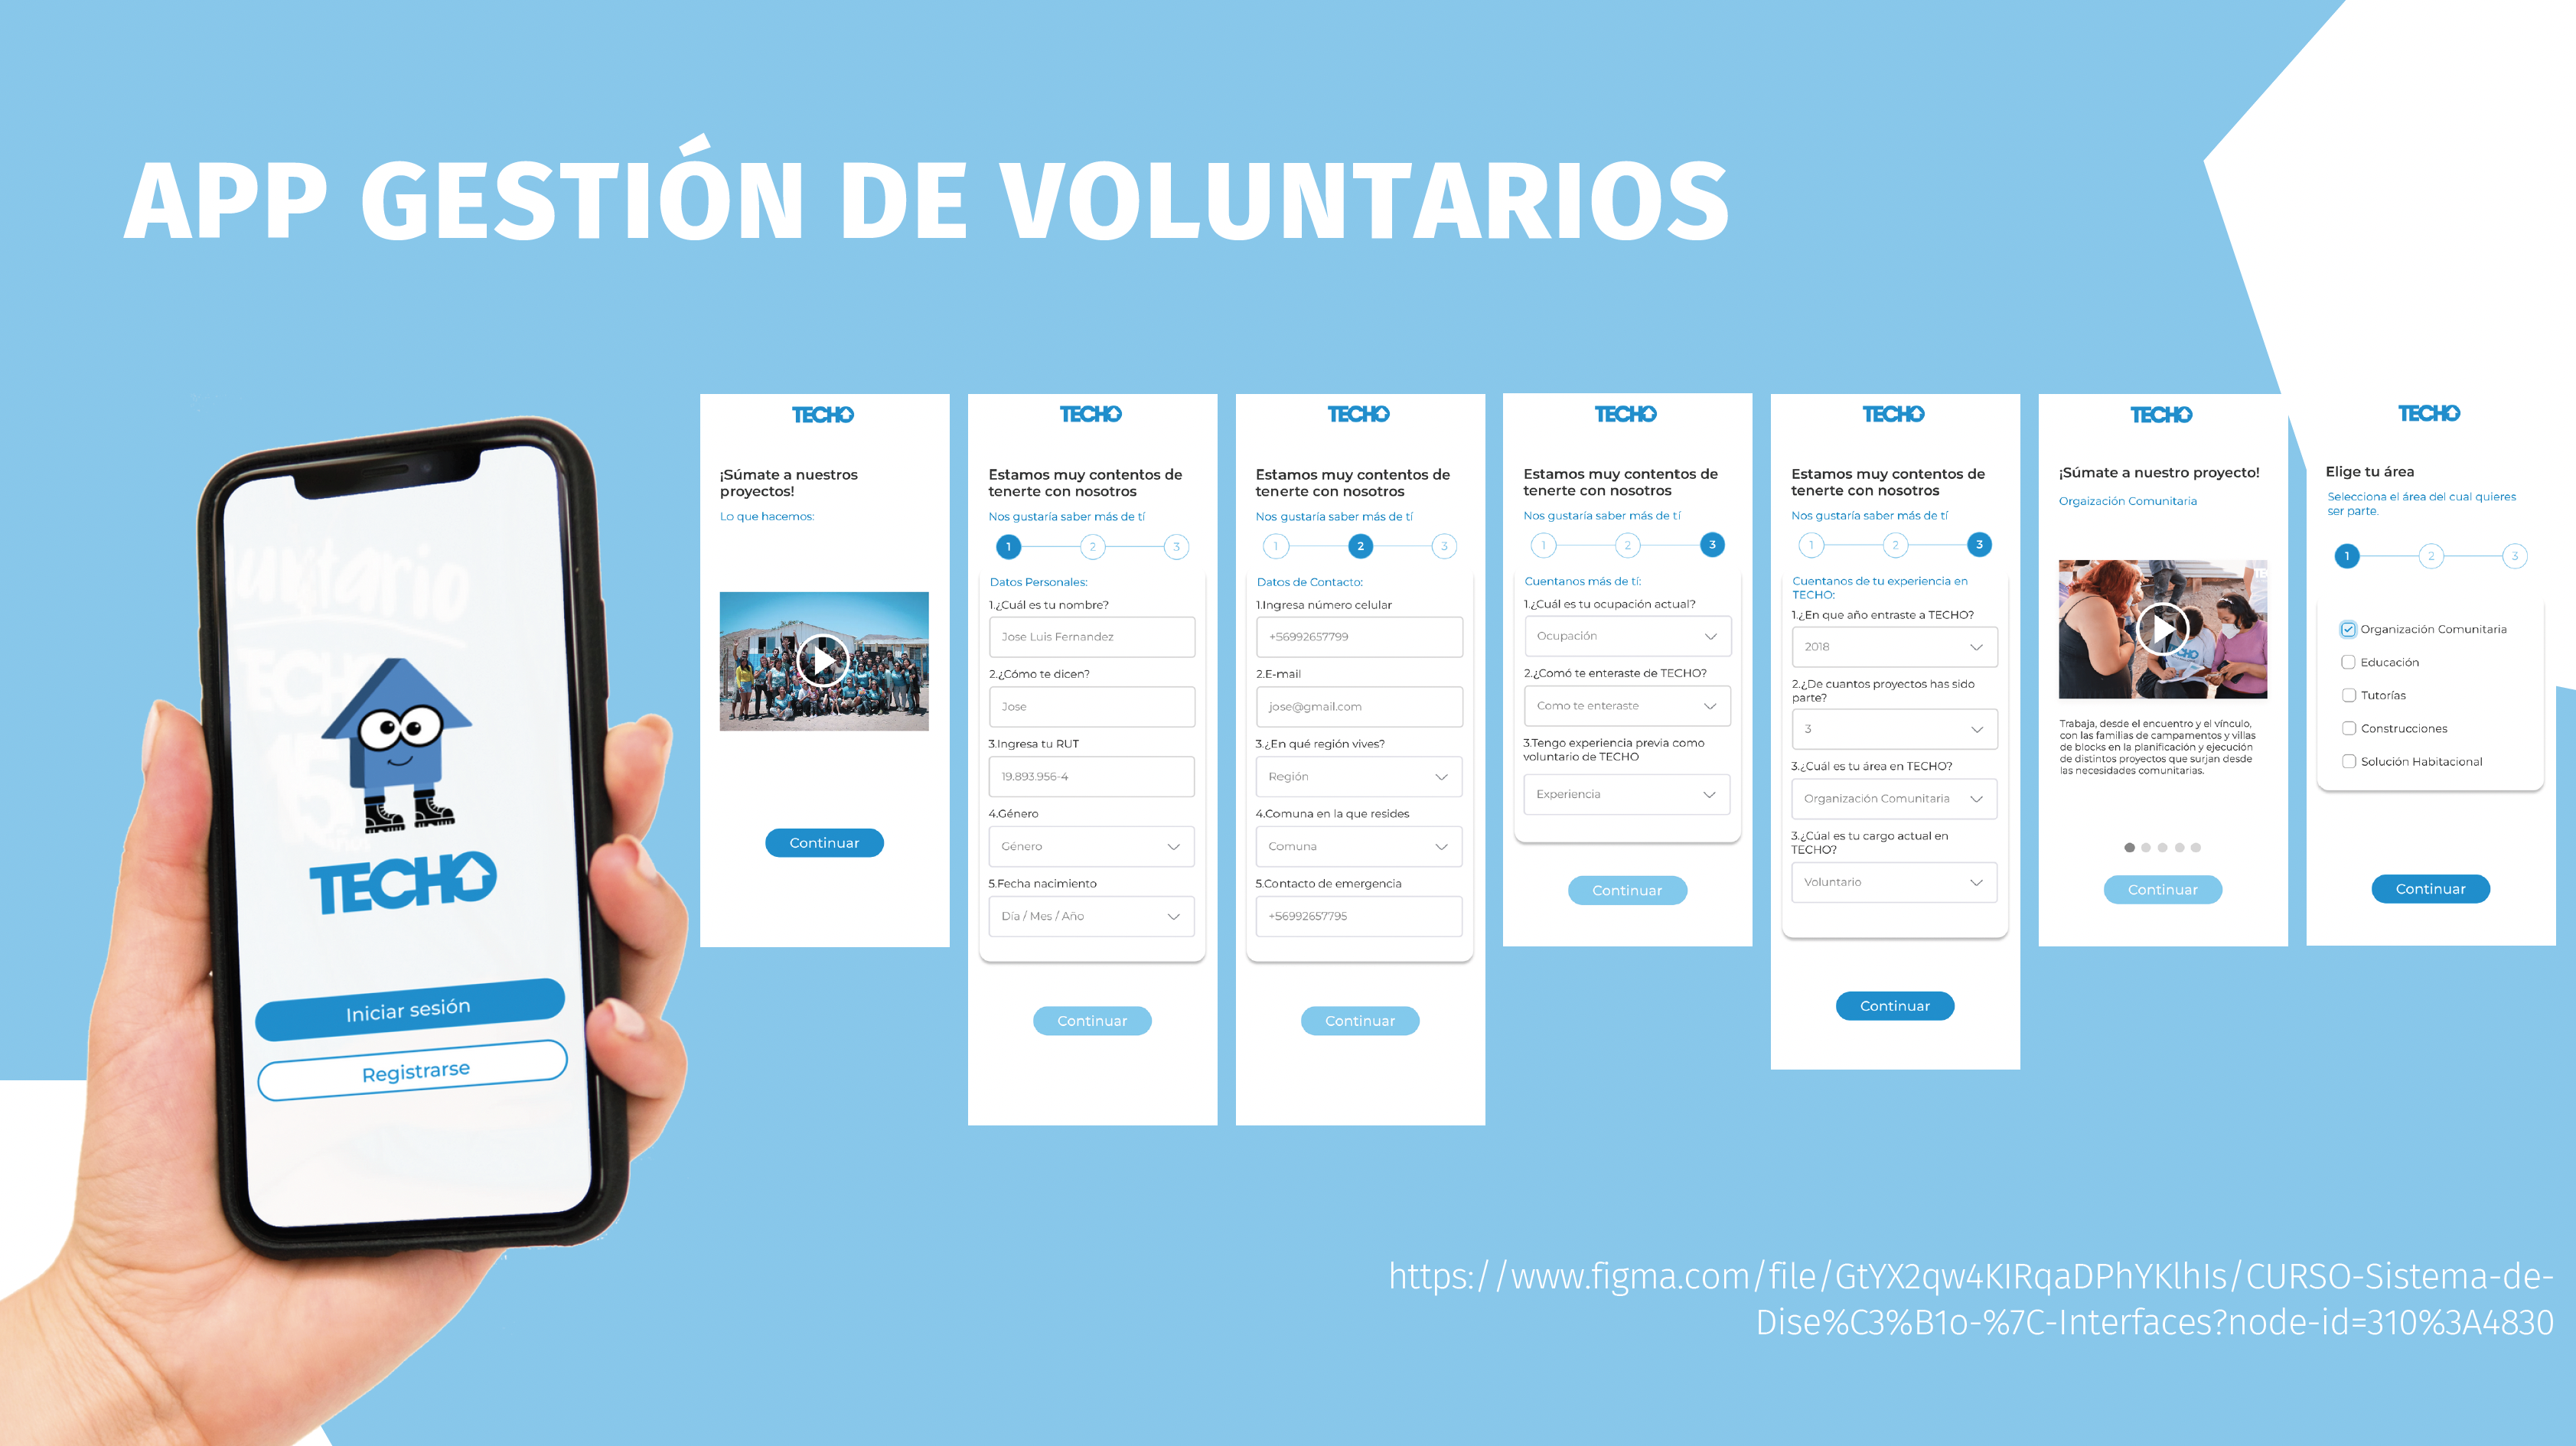 APP GESTIÓN DE VOLUNTARIOS
TECHO
Iniciar sesión
Registrarse
TECHO
¡Súmate a nuestros
proyectos!
Lo que hacemos:
Continuar
TECHO
Estamos muy contentos de
tenerte con nosotros
Nos gustaría saber más de tí
1 2 3
Datos Personales:
1.¿Cuál es tu nombre?
Jose Luis Fernandez
2.¿Cómo te dicen?
Jose
3.Ingresa tu RUT
19.893.956-4
4.Género
Género
5.Fecha nacimiento
Día / Mes / Año
Continuar
TECHO
Estamos muy contentos de
tenerte con nosotros
Nos gustaría saber más de tí
1 2 3
Datos de Contacto:
1.Ingresa número celular
+56992657799
2.E-mail
jose@gmail.com
3.¿En qué región vives?
Región
4.Comuna en la que resides
Comuna
5.Contacto de emergencia
+56992657795
Continuar
TECHO
Estamos muy contentos de
tenerte con nosotros
Nos gustaría saber más de tí
1 2 3
Cuentanos más de tí:
1.¿Cuál es tu ocupación actual?
Ocupación
2.¿Comó te enteraste de TECHO?
Como te enteraste
3.Tengo experiencia previa como
voluntario de TECHO
Experiencia
Continuar
TECHO
Estamos muy contentos de
tenerte con nosotros
Nos gustaría saber más de tí
1 2 3
Cuentanos de tu experiencia en
TECHO:
1.¿En que año entraste a TECHO?
2018
2.¿De cuantos proyectos has sido
parte?
3
3.¿Cuál es tu área en TECHO?
Organización Comunitaria
3.¿Cúal es tu cargo actual en
TECHO?
Voluntario
Continuar
TECHO
¡Súmate a nuestro proyecto!
Orgaización Comunitaria
Trabaja, desde el encuentro y el vínculo,
con las familias de campamentos y villas
de blocks en la planificación y ejecución
de distintos proyectos que surjan desde
las necesidades comunitarias.
Continuar
TECHO
Elige tu área
Selecciona el área del cual quieres
ser parte.
1 2 3
Organización Comunitaria
Educación
Tutorías
Construcciones
Solución Habitacional
Continuar
https://www.figma.com/file/GtYX2qw4KIRqaDPhYKlhIs/CURSO-Sistema-de-
Dise%C3%B1o-%7C-Interfaces?node-id=310%3A4830